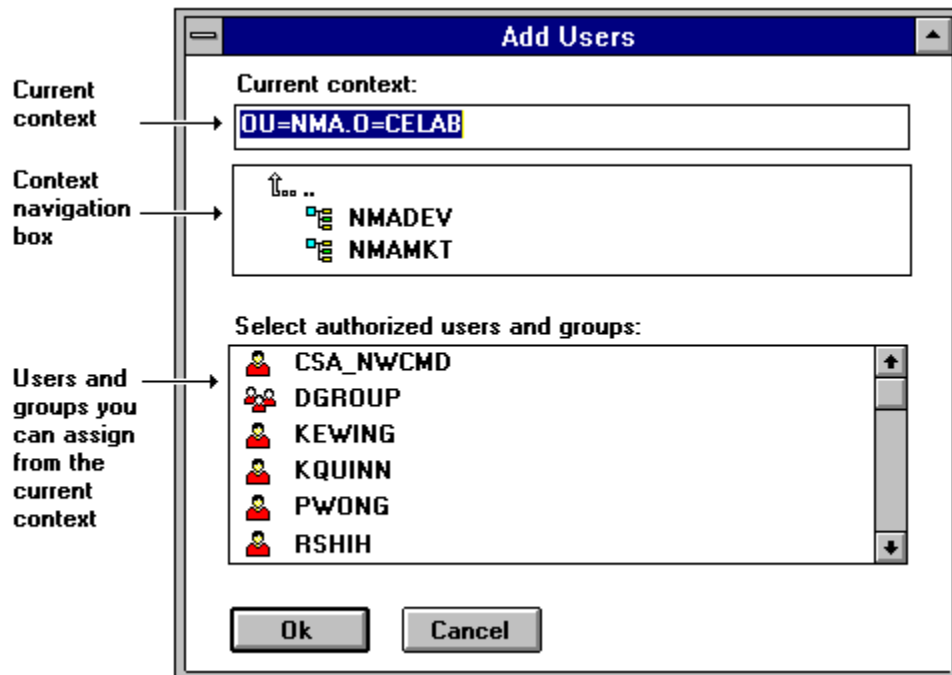 Add Users
Current
context
Current context:
OU=NMA.O=CELAB
Context
navigation
box
..
NMADEV
NMAMKT
Select authorized users and groups:
Users and
groups you
can assign
from the
current
context
CSA_NWCMD
DGROUP
KEWING
KQUINN
PWONG
RSHIH
Ok
Cancel